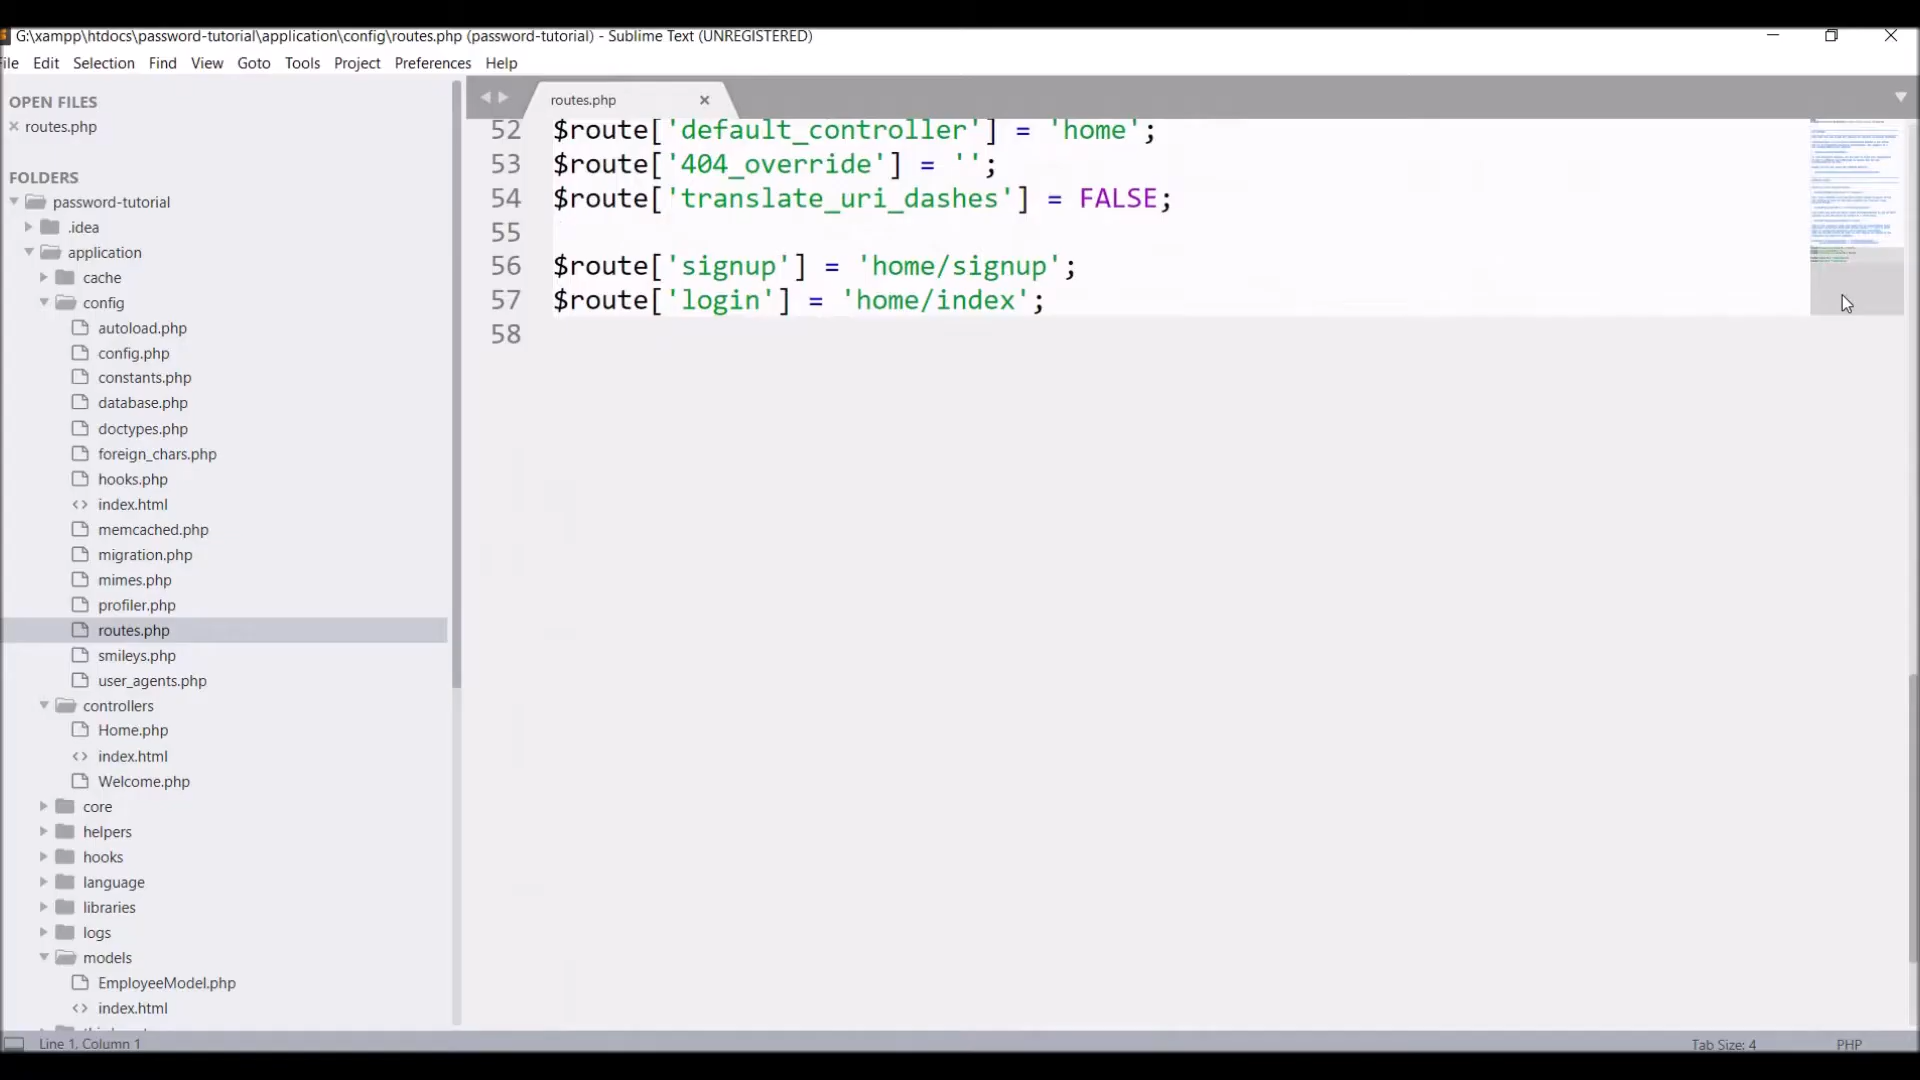 G:\xampp\htdocs\password-tutorial\application\config\routes.php (password-tutorial) - Sublime Text (UNREGISTERED)
Edit Selection Find View Goto Tools Project Preferences Help
OPEN FILES
routes.php
FOLDERS
password-tutorial
.idea
application
cache
config
autoload.php
config.php
constants.php
database.php
doctypes.php
foreign_chars.php
hooks.php
index.html
memcached.php
migration.php
mimes.php
profiler.php
routes.php
smileys.php
user_agents.php
controllers
Home.php
index.html
Welcome.php
core
helpers
hooks
language
libraries
logs
models
EmployeeModel.php
index.html
routes.php
52 $route['default_controller'] = 'home';
53 $route['404_override'] = '';
54 $route['translate_uri_dashes'] = FALSE;
55
56 $route['signup'] = 'home/signup';
57 $route['login'] = 'home/index';
58
Line 1, Column 1
Tab Size: 4
PHP